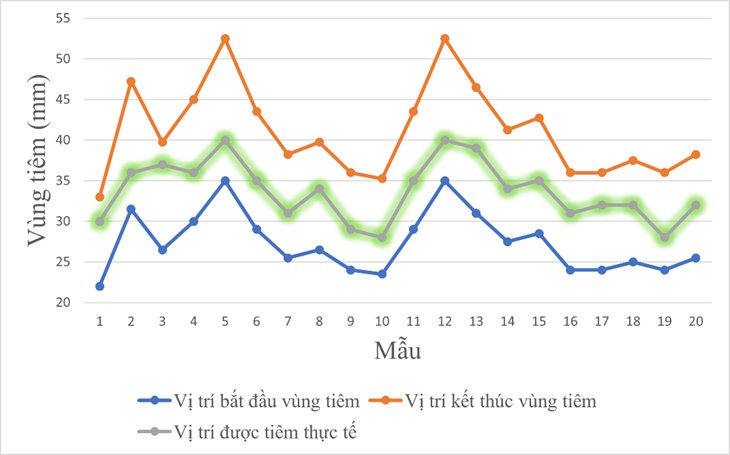 55
50
45
40
35
30
25
20
Vùng tiêm (mm)
1 2 3 4 5 6 7 8 9 10 11 12 13 14 15 16 17 18 19 20
Mẫu
Vị trí bắt đầu vùng tiêm Vị trí kết thúc vùng tiêm
Vị trí được tiêm thực tế